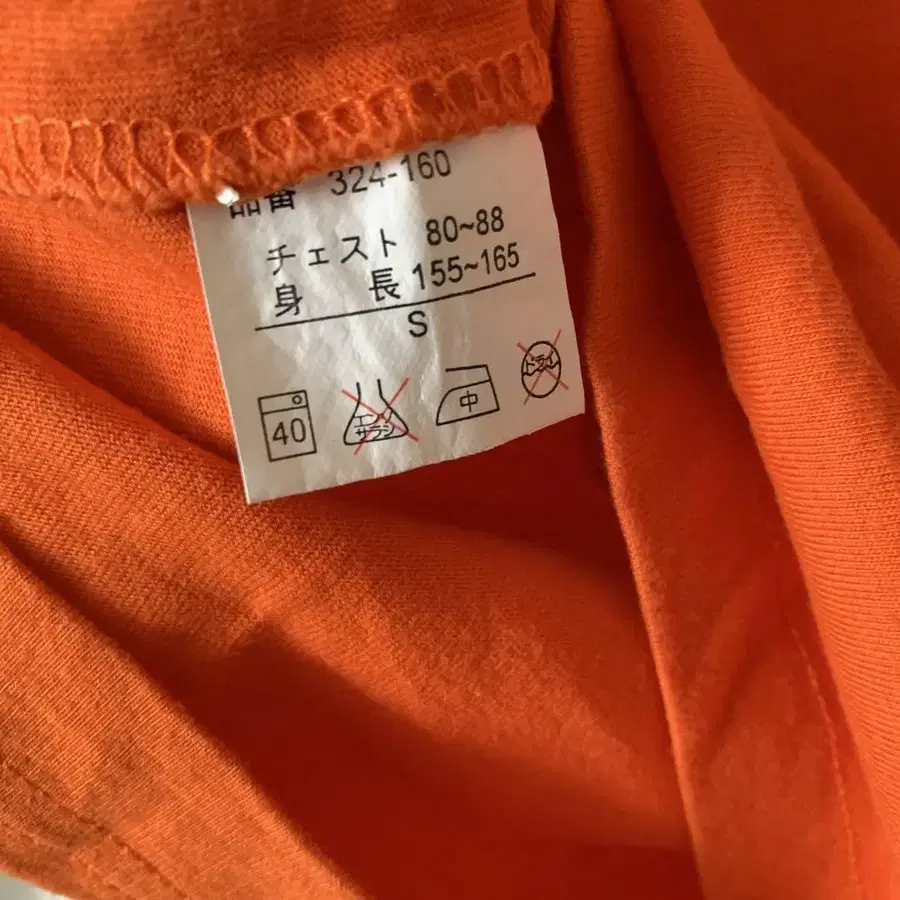 品番 324-160
チェスト 80~88
身 長 155~165
S
40
エンソ
サラシ
中
ドライ